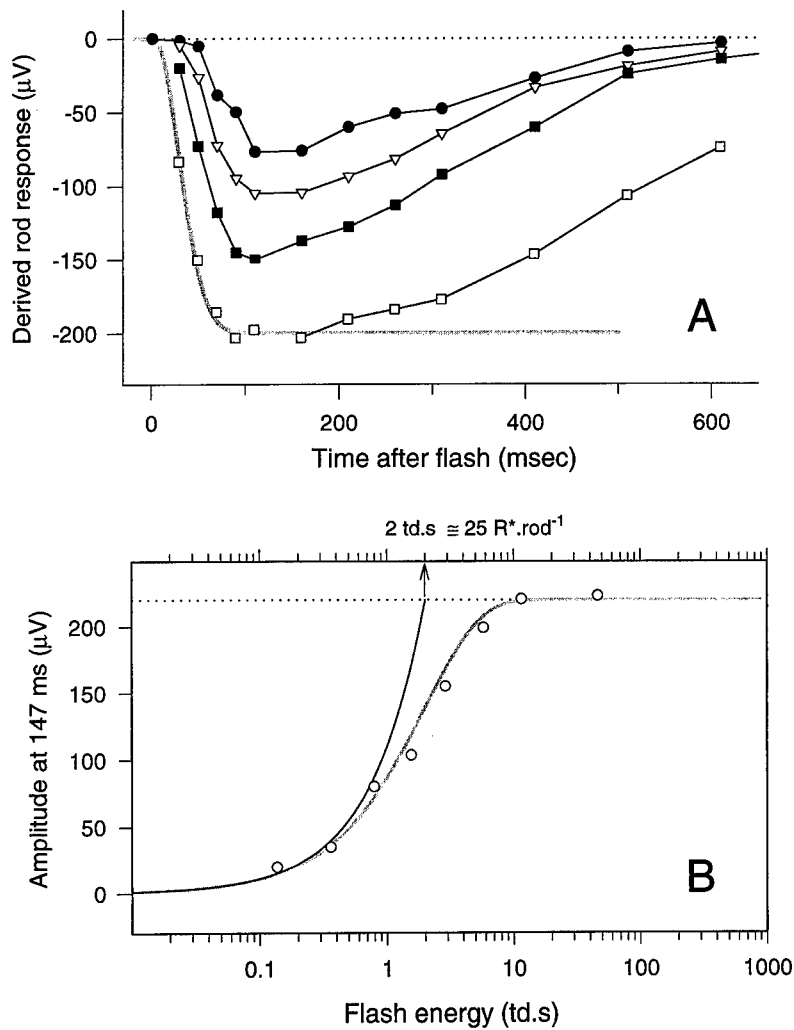 0
-50
-100
-150
-200
Derived rod response (μV)
A
0 200 400 600
Time after flash (msec)
2 td.s ≅ 25 R*.rod⁻¹
200
150
100
50
0
Amplitude at 147 ms (μV)
B
0.1 1 10 100 1000
Flash energy (td.s)